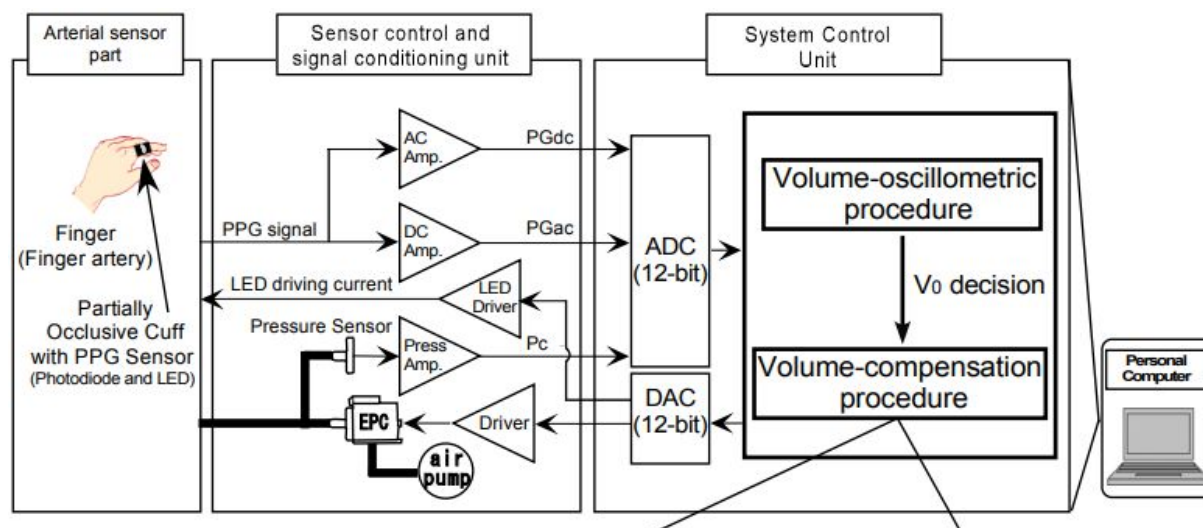 Arterial sensor
part
Sensor control and
signal conditioning unit
System Control
Unit
AC
Amp.
PGdc
PPG signal
DC
Amp.
PGac
Finger
(Finger artery)
ADC
(12-bit)
Volume-oscillometric
procedure
V0 decision
LED driving current
LED
Driver
Partially
Occlusive Cuff
with PPG Sensor
(Photodiode and LED)
Pressure Sensor
Press
Amp.
Pc
Volume-compensation
procedure
DAC
(12-bit)
EPC
Driver
air
pump
Personal
Computer